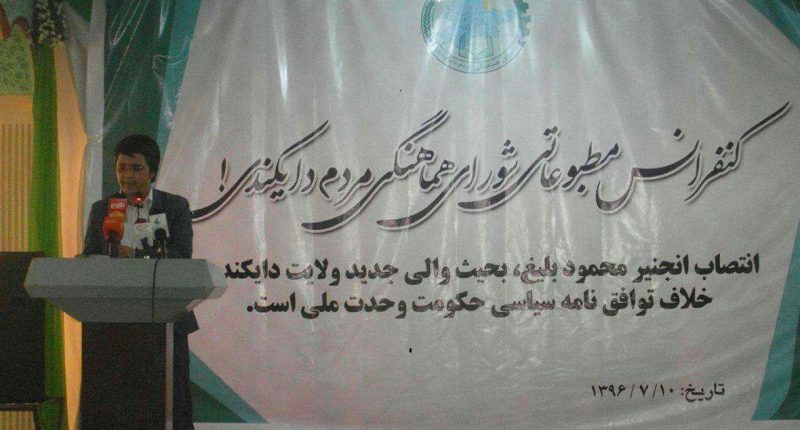 کنفرانس مطبوعاتی شورای هماهنگی مردم دایکندی!
انتصاب انجنیر محمود بلیغ، بحیث والی جدید ولایت دایکند
خلاف توافق نامه سیاسی حکومت وحدت ملی است.
تاریخ: ۱۳۹۶/۷/۱۰